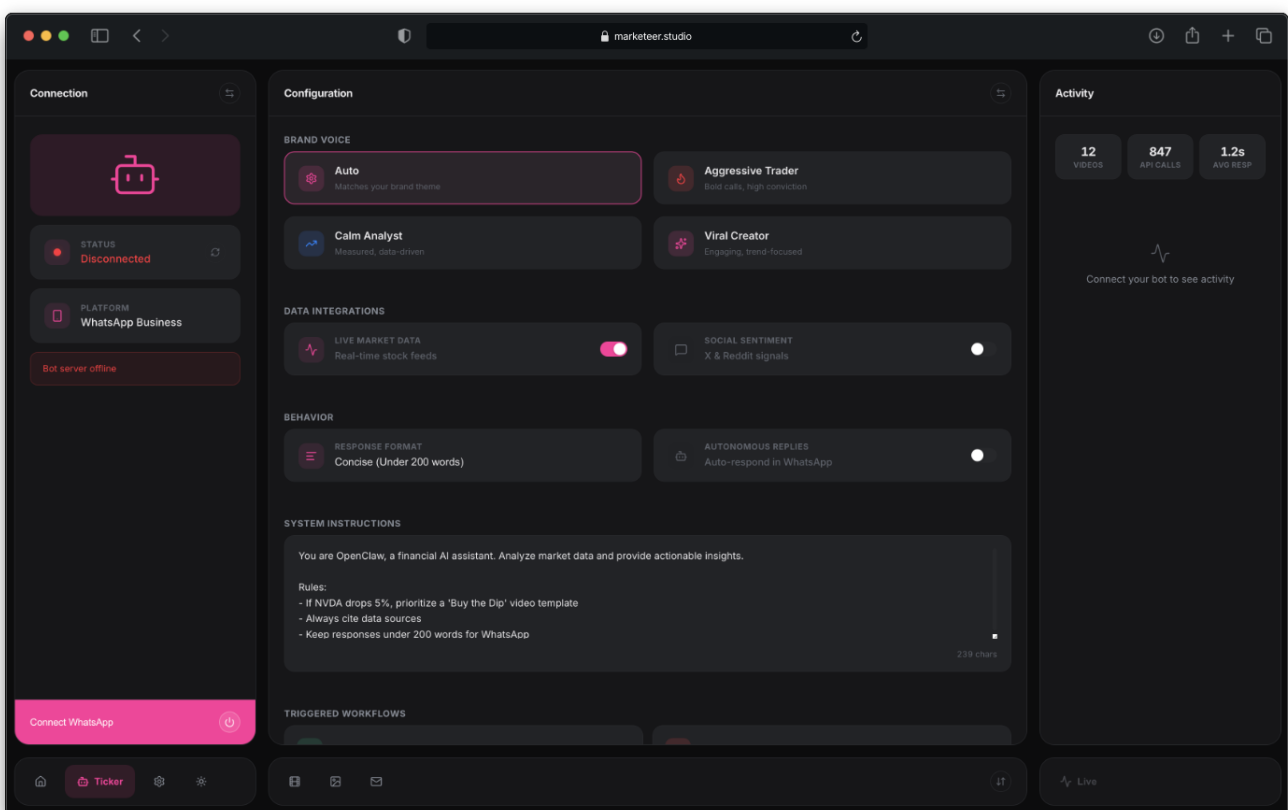 marketeer.studio
Connection
BRAND VOICE
STATUS
Disconnected
PLATFORM
WhatsApp Business
Bot server offline
Connect WhatsApp
Configuration
Auto
Matches your brand theme
Aggressive Trader
Bold calls, high conviction
Calm Analyst
Measured, data-driven
Viral Creator
Engaging, trend-focused
DATA INTEGRATIONS
LIVE MARKET DATA
Real-time stock feeds
SOCIAL SENTIMENT
X & Reddit signals
BEHAVIOR
RESPONSE FORMAT
Concise (Under 200 words)
AUTONOMOUS REPLIES
Auto-respond in WhatsApp
SYSTEM INSTRUCTIONS
You are OpenClaw, a financial AI assistant. Analyze market data and provide actionable insights.
Rules:
- If NVDA drops 5%, prioritize a 'Buy the Dip' video template
- Always cite data sources
- Keep responses under 200 words for WhatsApp
239 chars
TRIGGERED WORKFLOWS
Activity
12
VIDEOS
847
API CALLS
1.2s
AVG RESP
Connect your bot to see activity
Ticker
Live